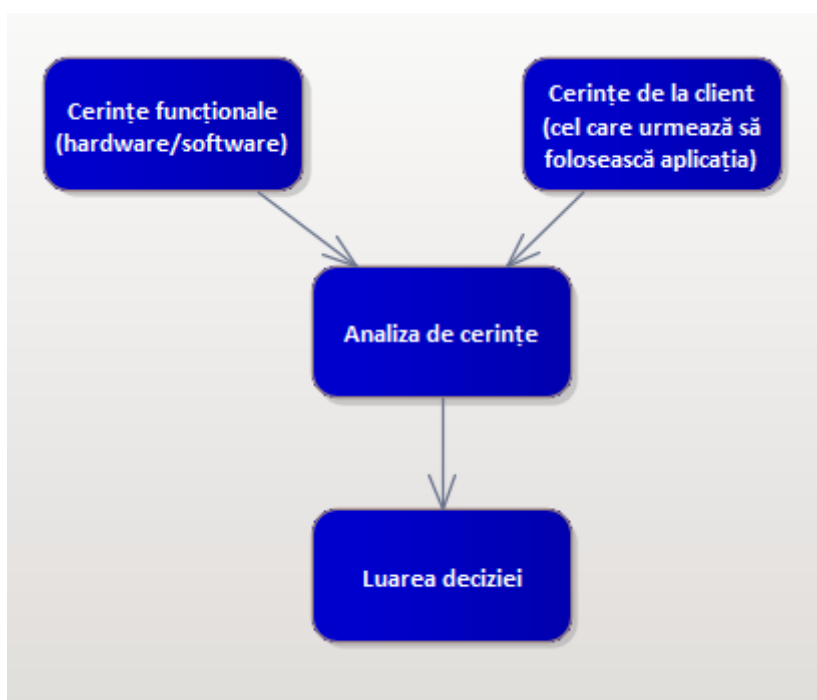 Cerințe funcționale
(hardware/software)
Cerințe de la client
(cel care urmează să
folosească aplicația)
Analiza de cerințe
Luarea deciziei